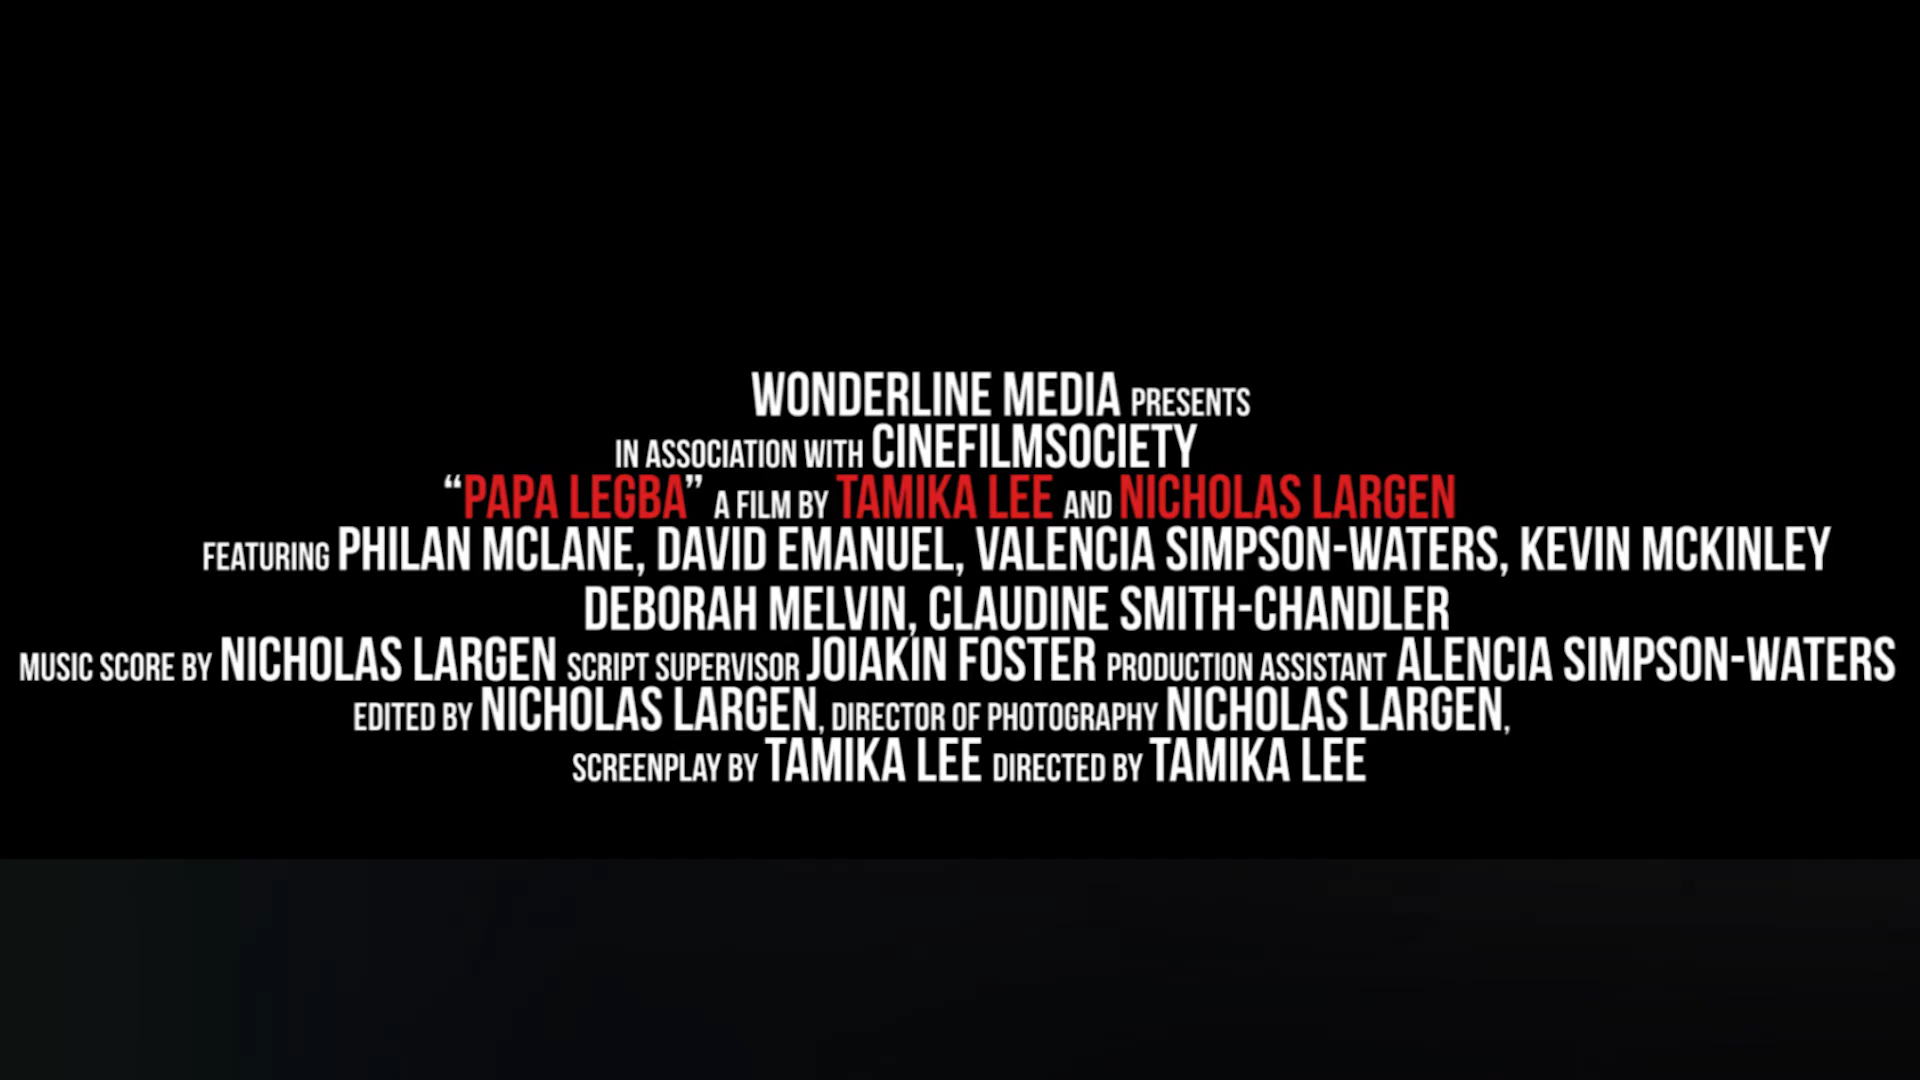 WONDERLINE MEDIA PRESENTS
IN ASSOCIATION WITH CINEFILMSOCIETY
“PAPA LEGBA” A FILM BY TAMIKA LEE AND NICHOLAS LARGEN
FEATURING PHILAN MCLANE, DAVID EMANUEL, VALENCIA SIMPSON-WATERS, KEVIN MCKINLEY
DEBORAH MELVIN, CLAUDINE SMITH-CHANDLER
MUSIC SCORE BY NICHOLAS LARGEN SCRIPT SUPERVISOR JOIAKIN FOSTER PRODUCTION ASSISTANT ALENCIA SIMPSON-WATERS
EDITED BY NICHOLAS LARGEN, DIRECTOR OF PHOTOGRAPHY NICHOLAS LARGEN,
SCREENPLAY BY TAMIKA LEE DIRECTED BY TAMIKA LEE